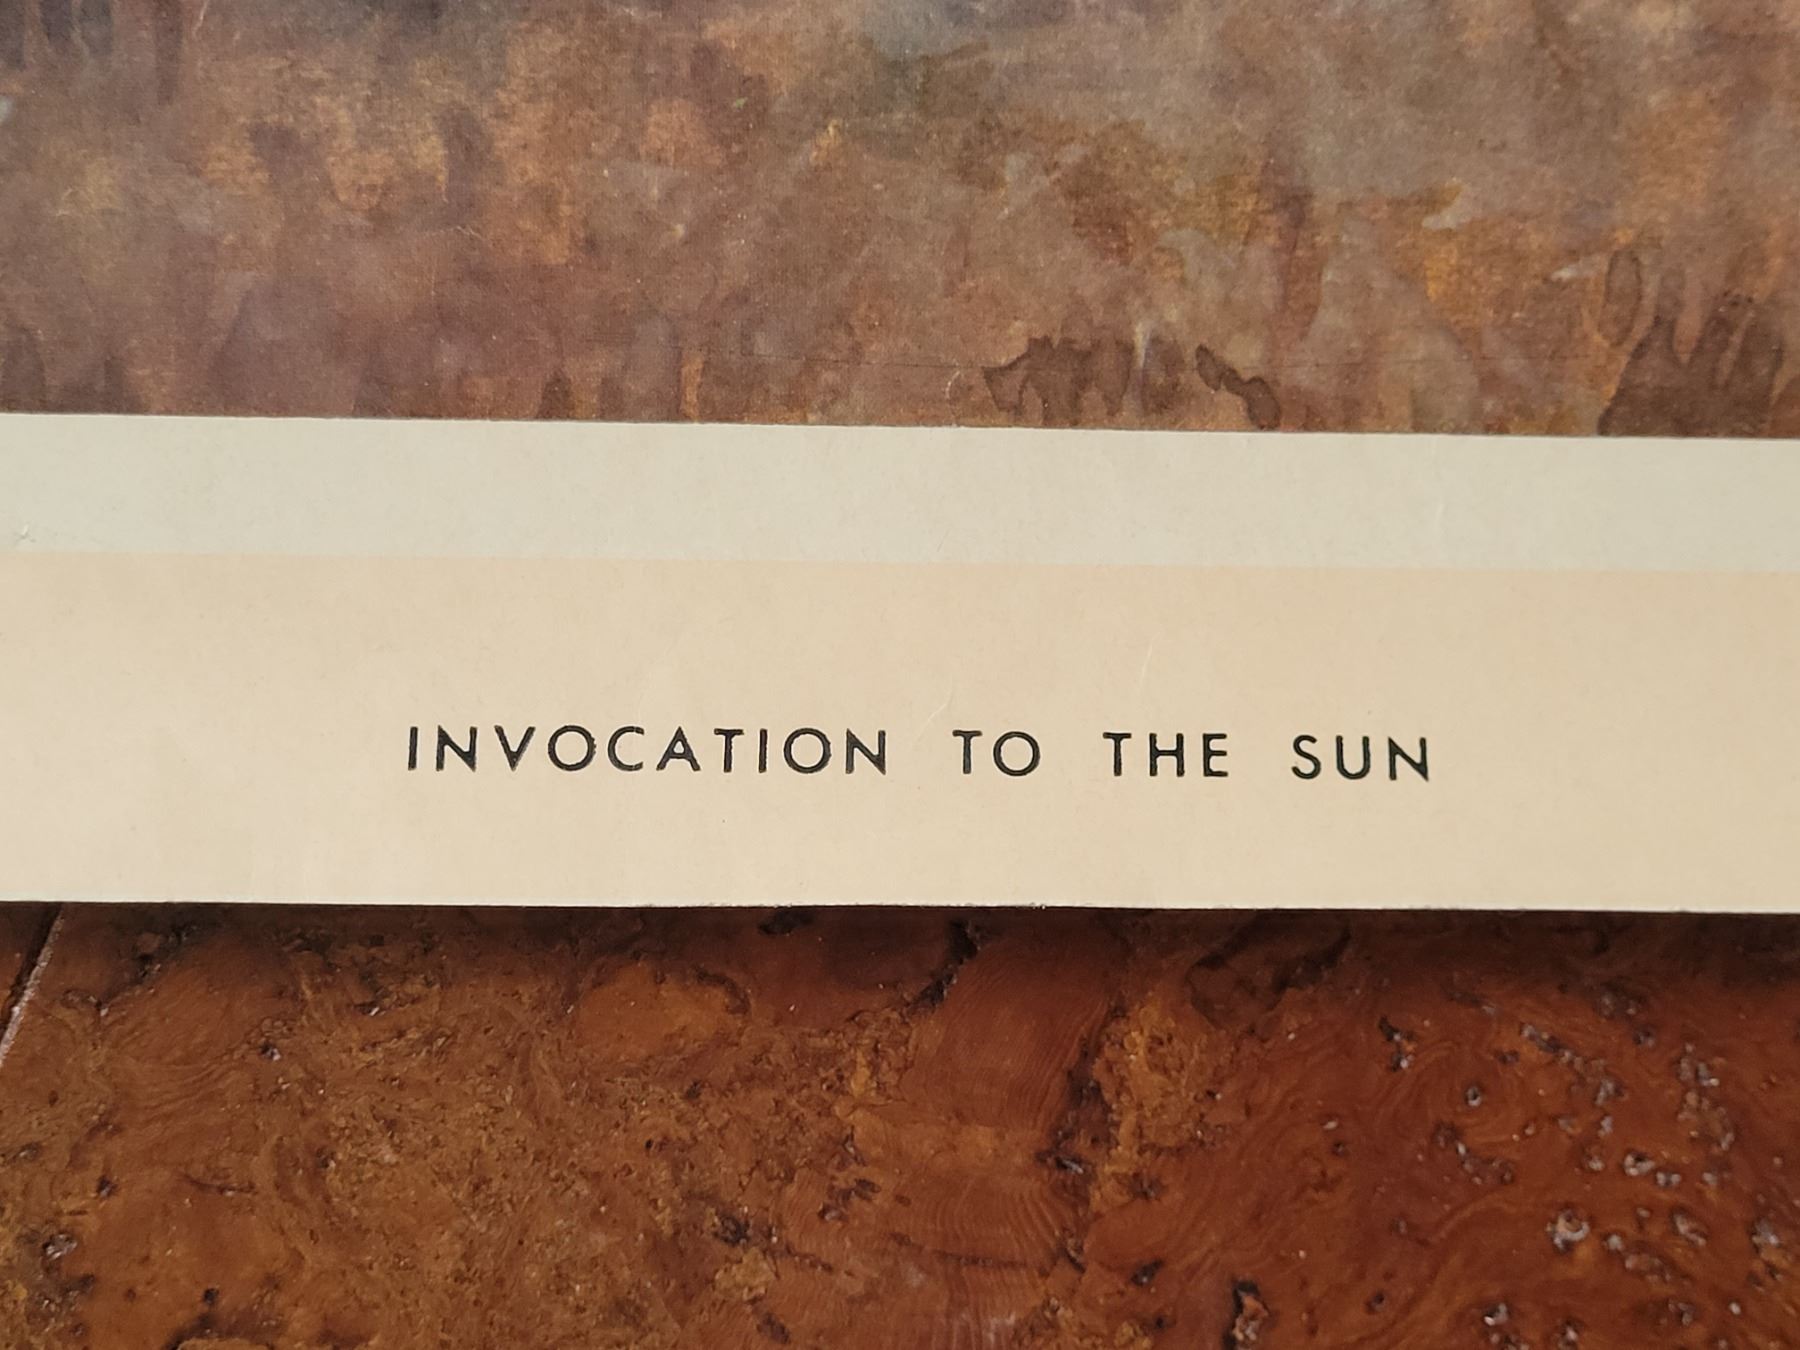 INVOCATION TO THE SUN